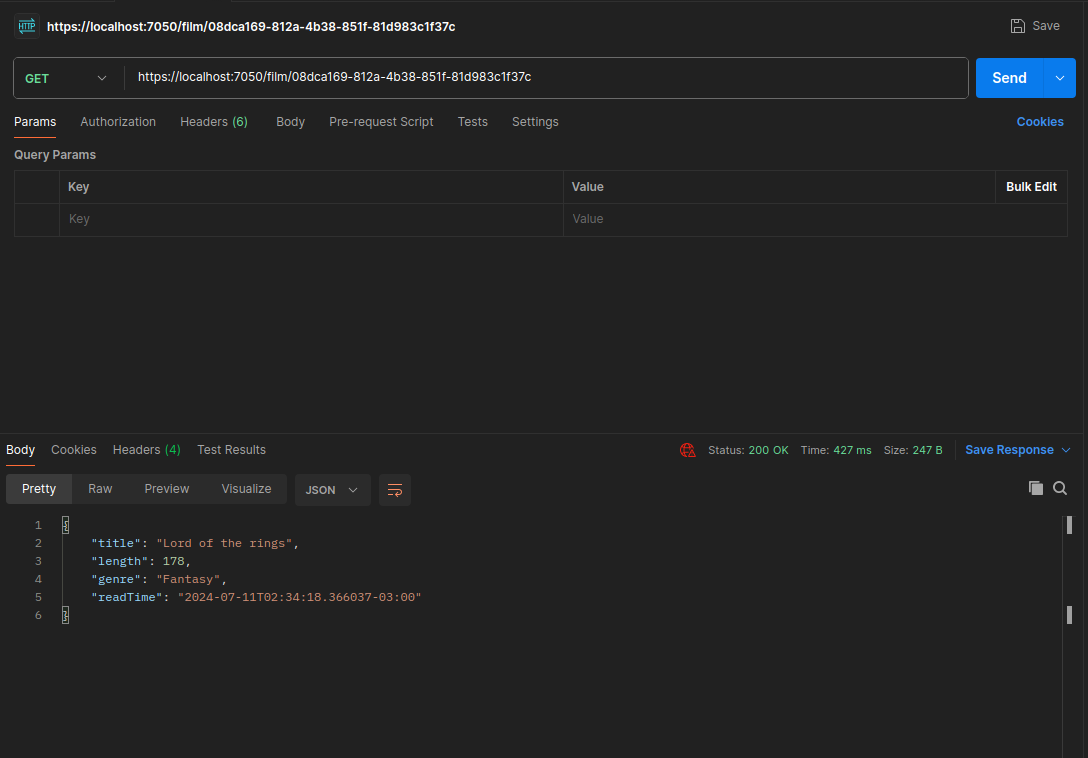 HTTP https://localhost:7050/film/08dca169-812a-4b38-851f-81d983c1f37c Save
GET https://localhost:7050/film/08dca169-812a-4b38-851f-81d983c1f37c Send
Params Authorization Headers (6) Body Pre-request Script Tests Settings Cookies
Query Params
Key Value Bulk Edit
Key Value
Body Cookies Headers (4) Test Results Status: 200 OK Time: 427 ms Size: 247 B Save Response
Pretty Raw Preview Visualize JSON
1 {
2 "title": "Lord of the rings",
3 "length": 178,
4 "genre": "Fantasy",
5 "readTime": "2024-07-11T02:34:18.366037-03:00"
6 }